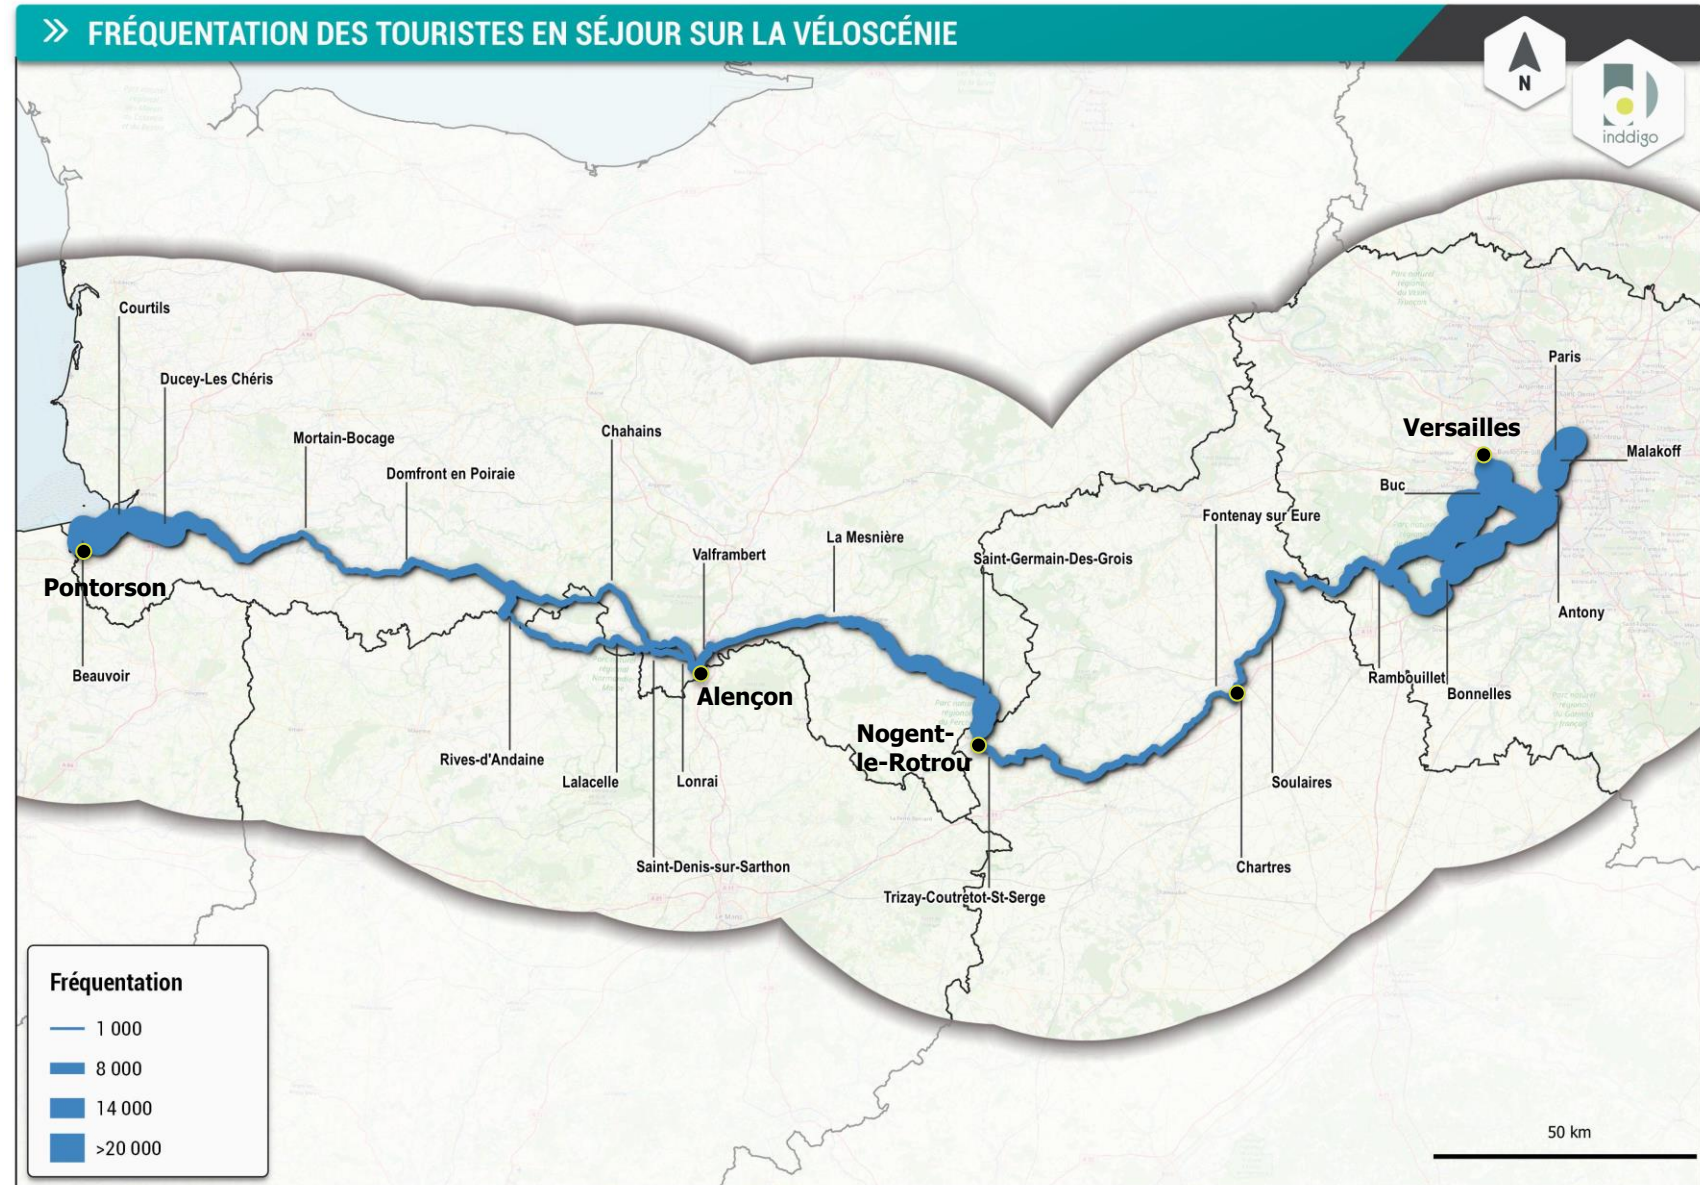 FRÉQUENTATION DES TOURISTES EN SÉJOUR SUR LA VÉLOSCÉNIE
N
inddigo
Courtils
Ducey-Les Chéris
Mortain-Bocage
Domfront en Poiraie
Chahains
Valframbert
La Mesnière
Saint-Germain-Des-Grois
Fontenay sur Eure
Versailles
Buc
Paris
Malakoff
Antony
Pontorson
Beauvoir
Rives-d'Andaine
Lalacelle
Lonrai
Saint-Denis-sur-Sarthon
Alençon
Nogent-
le-Rotrou
Trizay-Coutretot-St-Serge
Chartres
Soulaires
Rambouillet
Bonnelles
Fréquentation
1 000
8 000
14 000
>20 000
50 km